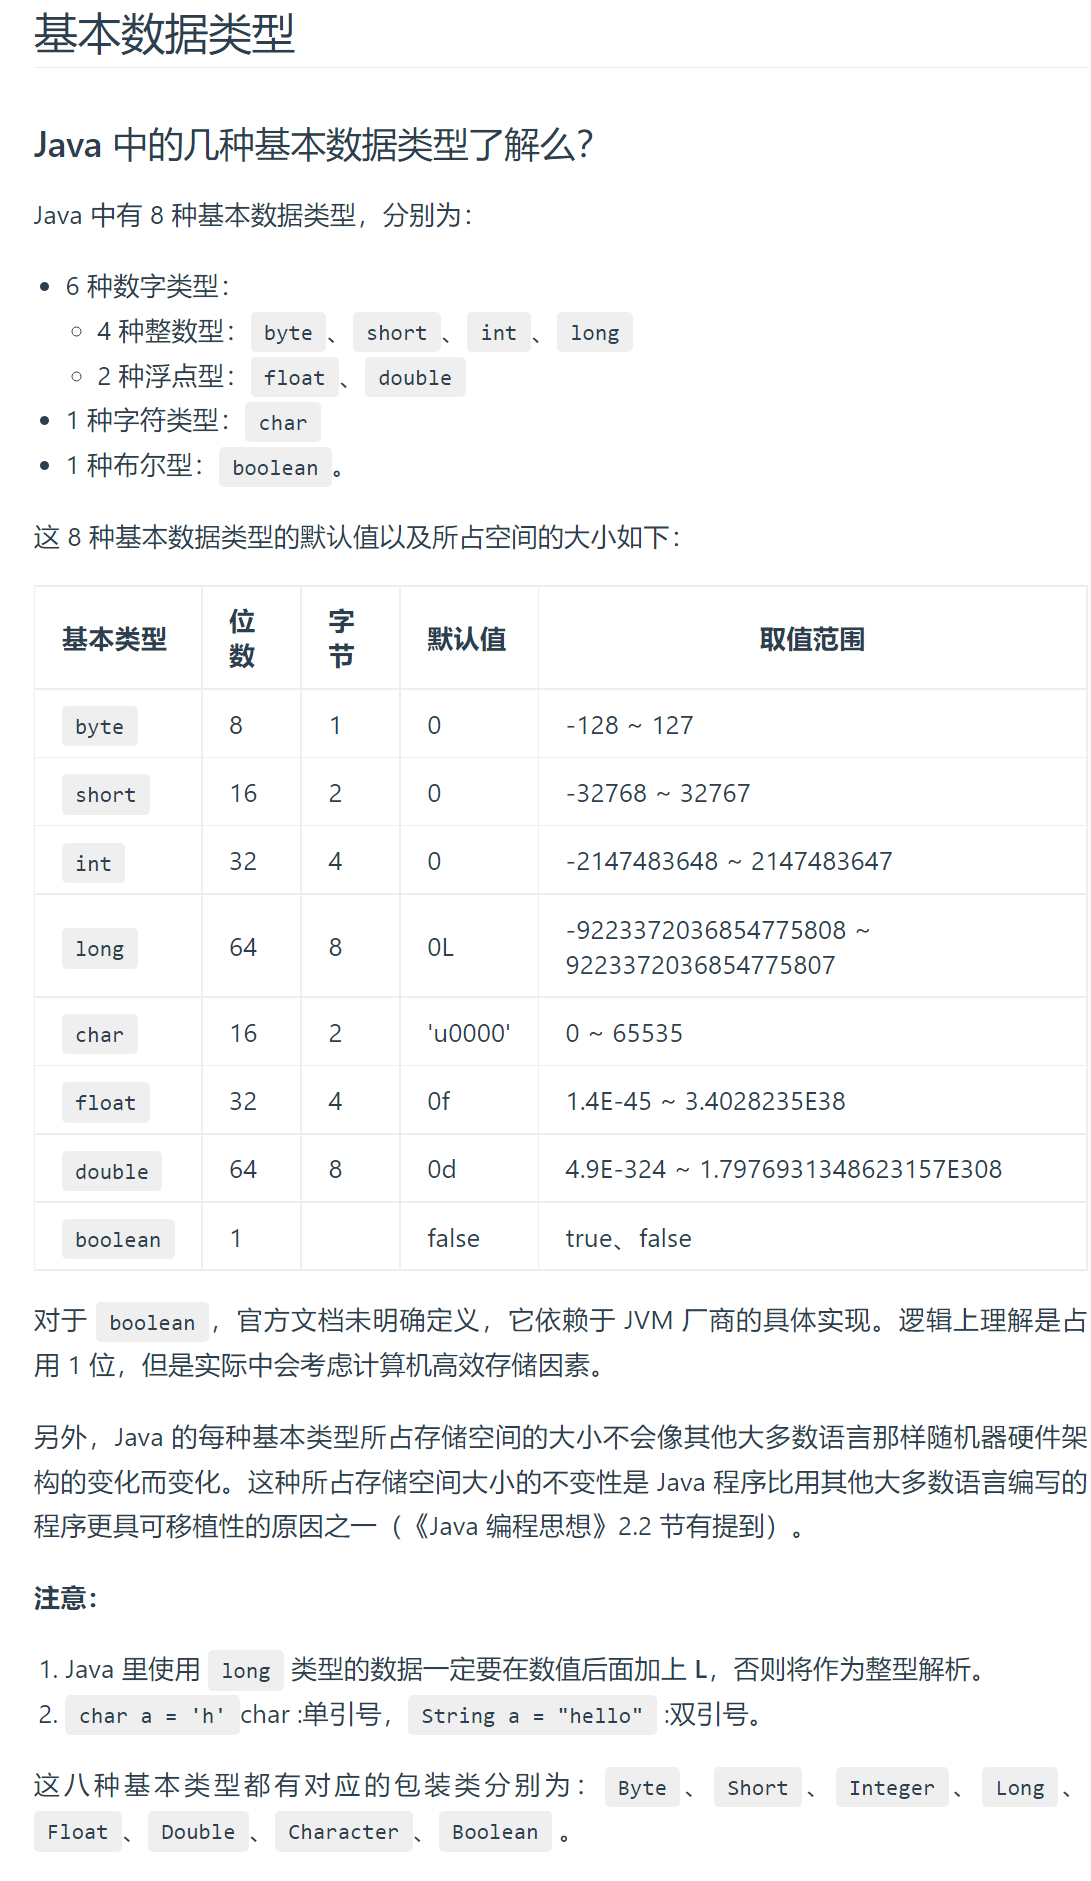 基本数据类型
Java 中的几种基本数据类型了解么？
Java 中有 8 种基本数据类型，分别为：
6 种数字类型：
4 种整数型：byte、short、int、long
2 种浮点型：float、double
1 种字符类型：char
1 种布尔型：boolean。
这 8 种基本数据类型的默认值以及所占空间的大小如下：
基本类型 位数 字节 默认值 取值范围
byte 8 1 0 -128 ~ 127
short 16 2 0 -32768 ~ 32767
int 32 4 0 -2147483648 ~ 2147483647
long 64 8 0L -9223372036854775808 ~
9223372036854775807
char 16 2 'u0000' 0 ~ 65535
float 32 4 0f 1.4E-45 ~ 3.4028235E38
double 64 8 0d 4.9E-324 ~ 1.7976931348623157E308
boolean 1 false true、false
对于 boolean，官方文档未明确定义，它依赖于 JVM 厂商的具体实现。逻辑上理解是占
用 1 位，但是实际中会考虑计算机高效存储因素。
另外，Java 的每种基本类型所占存储空间的大小不会像其他大多数语言那样随机器硬件架
构的变化而变化。这种所占存储空间大小的不变性是 Java 程序比用其他大多数语言编写的
程序更具可移植性的原因之一（《Java 编程思想》2.2 节有提到）。
注意：
1. Java 里使用 long 类型的数据一定要在数值后面加上 L，否则将作为整型解析。
2. char a = 'h' char :单引号，String a = "hello" :双引号。
这八种基本类型都有对应的包装类分别为：Byte、Short、Integer、Long、
Float、Double、Character、Boolean 。